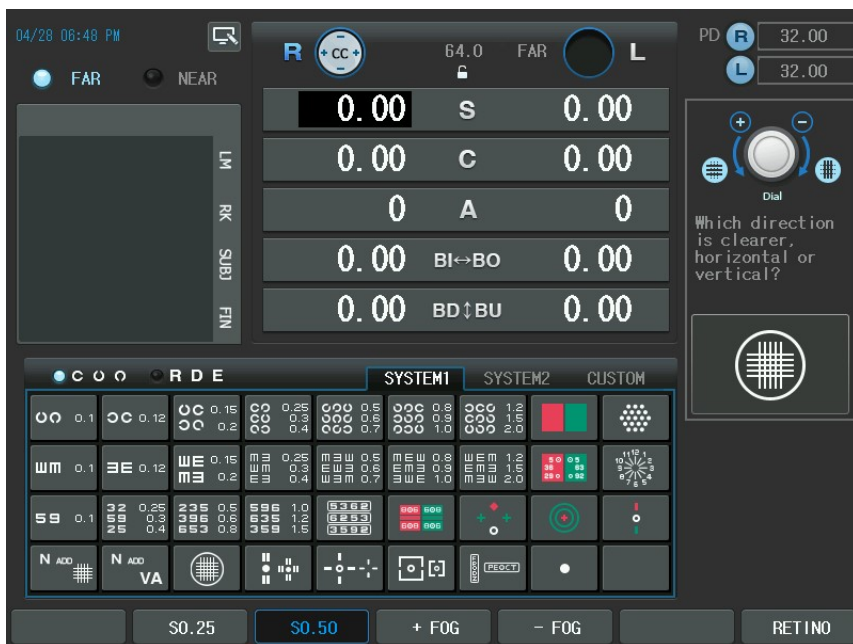 04/28 06:48 PM
FAR NEAR
LM
RK
SUBJ
FIN
R CC 64.0 FAR L
0.00 S 0.00
0.00 C 0.00
0 A 0
0.00 BI↔BO 0.00
0.00 BD↕BU 0.00
PD R 32.00
L 32.00
+ −
Dial
Which direction
is clearer,
horizontal or
vertical?
R D E
SYSTEM1 SYSTEM2 CUSTOM
0.1
0.12
0.15
0.2
0.25
0.3
0.4
0.5
0.6
0.7
0.8
0.9
1.0
1.2
1.5
2.0
0.1
E 0.12
0.15
0.2
0.25
0.3
0.4
0.5
0.6
0.7
0.8
0.9
1.0
1.2
1.5
2.0
59 0.1
32 0.25
59 0.3
25 0.4
235 0.5
396 0.6
653 0.8
596 1.0
635 1.2
359 1.5
5362
6253
3592
N ADD
N ADD
VA
PEOCT
S0.25 S0.50 + FOG - FOG RETINO